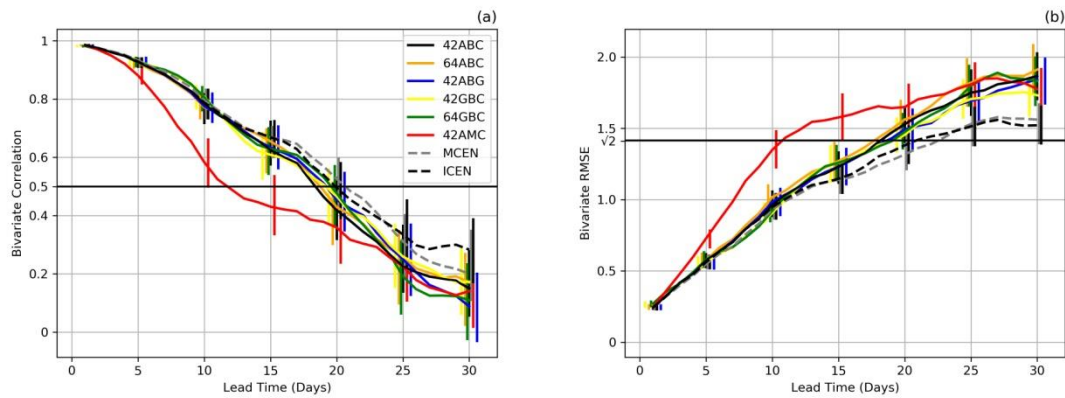 (a)
1
0.8
0.6
0.5
0.4
0.2
0
0 5 10 15 20 25 30
Bivariate Correlation
Lead Time (Days)
42ABC
64ABC
42ABG
42GBC
64GBC
42AMC
MCEN
ICEN
(b)
2.0
1.5
√2
1.0
0.5
0
0 5 10 15 20 25 30
Bivariate RMSE
Lead Time (Days)